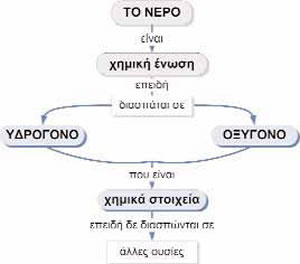 ΤΟ ΝΕΡΟ
είναι
χημική ένωση
επειδή
διασπάται σε
ΥΔΡΟΓΟΝΟ
ΟΞΥΓΟΝΟ
που είναι
χημικά στοιχεία
επειδή δε διασπώνται σε
άλλες ουσίες